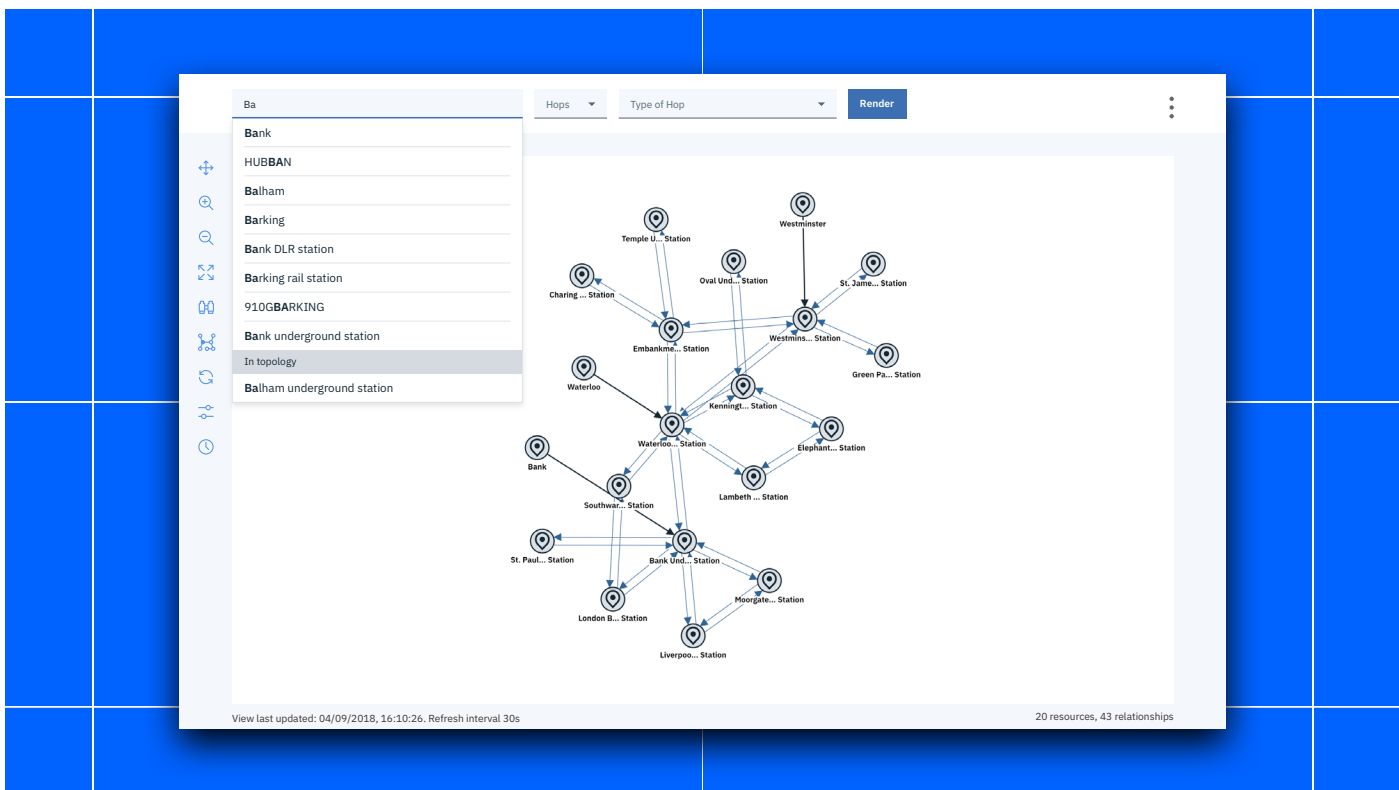 Ba
Hops
Type of Hop
Render
Bank
HUBBAN
Balham
Barking
Bank DLR station
Barking rail station
910GBARKING
Bank underground station
In topology
Balham underground station
Westminster
Temple U... Station
Oval Und... Station
St. Jame... Station
Charing ... Station
Westmins... Station
Embankme... Station
Green Pa... Station
Waterloo
Kenningt... Station
Waterloo... Station
Elephant... Station
Bank
Lambeth ... Station
Southwar... Station
St. Paul... Station
Bank Und... Station
Moorgate... Station
London B... Station
Liverpoo... Station
View last updated: 04/09/2018, 16:10:26. Refresh interval 30s
20 resources, 43 relationships